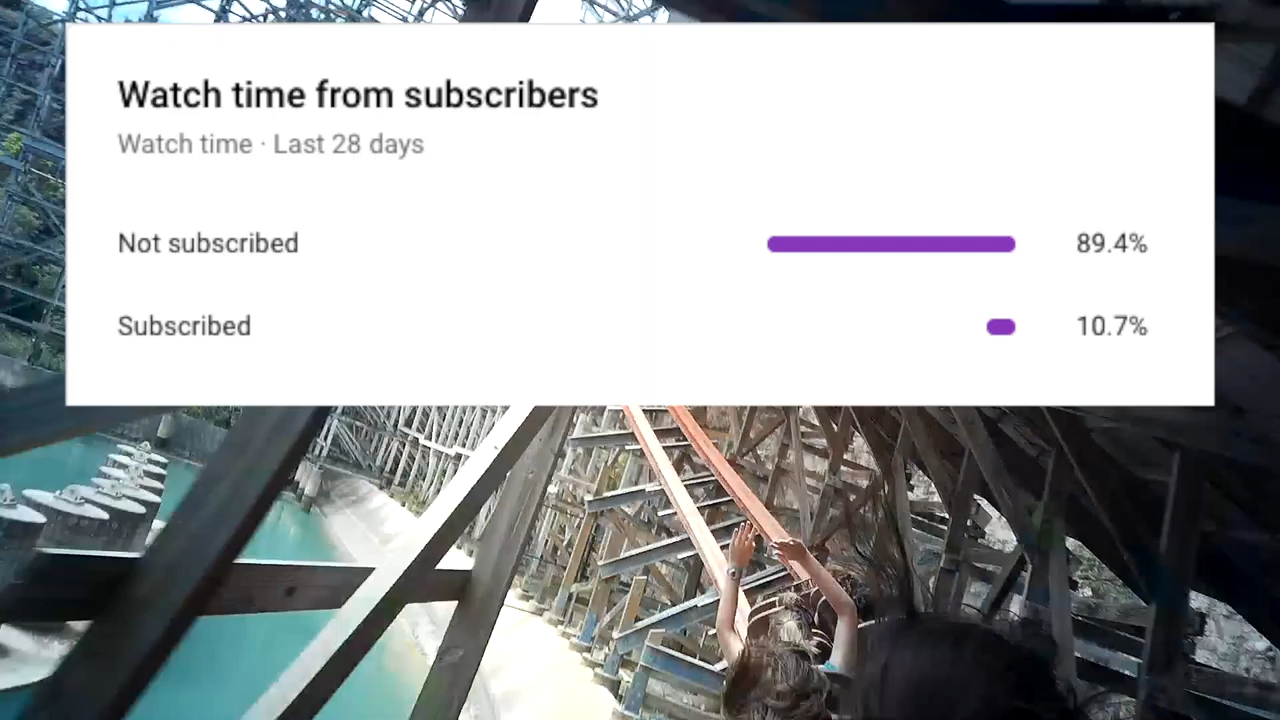 Watch time from subscribers
Watch time · Last 28 days
Not subscribed 89.4%
Subscribed 10.7%